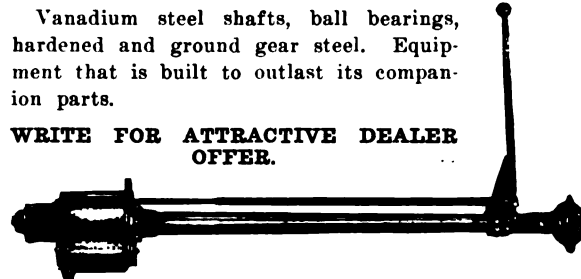 Vanadium steel shafts, ball bearings,
hardened and ground gear steel. Equip-
ment that is built to outlast its compan-
ion parts.
WRITE FOR ATTRACTIVE DEALER
OFFER.